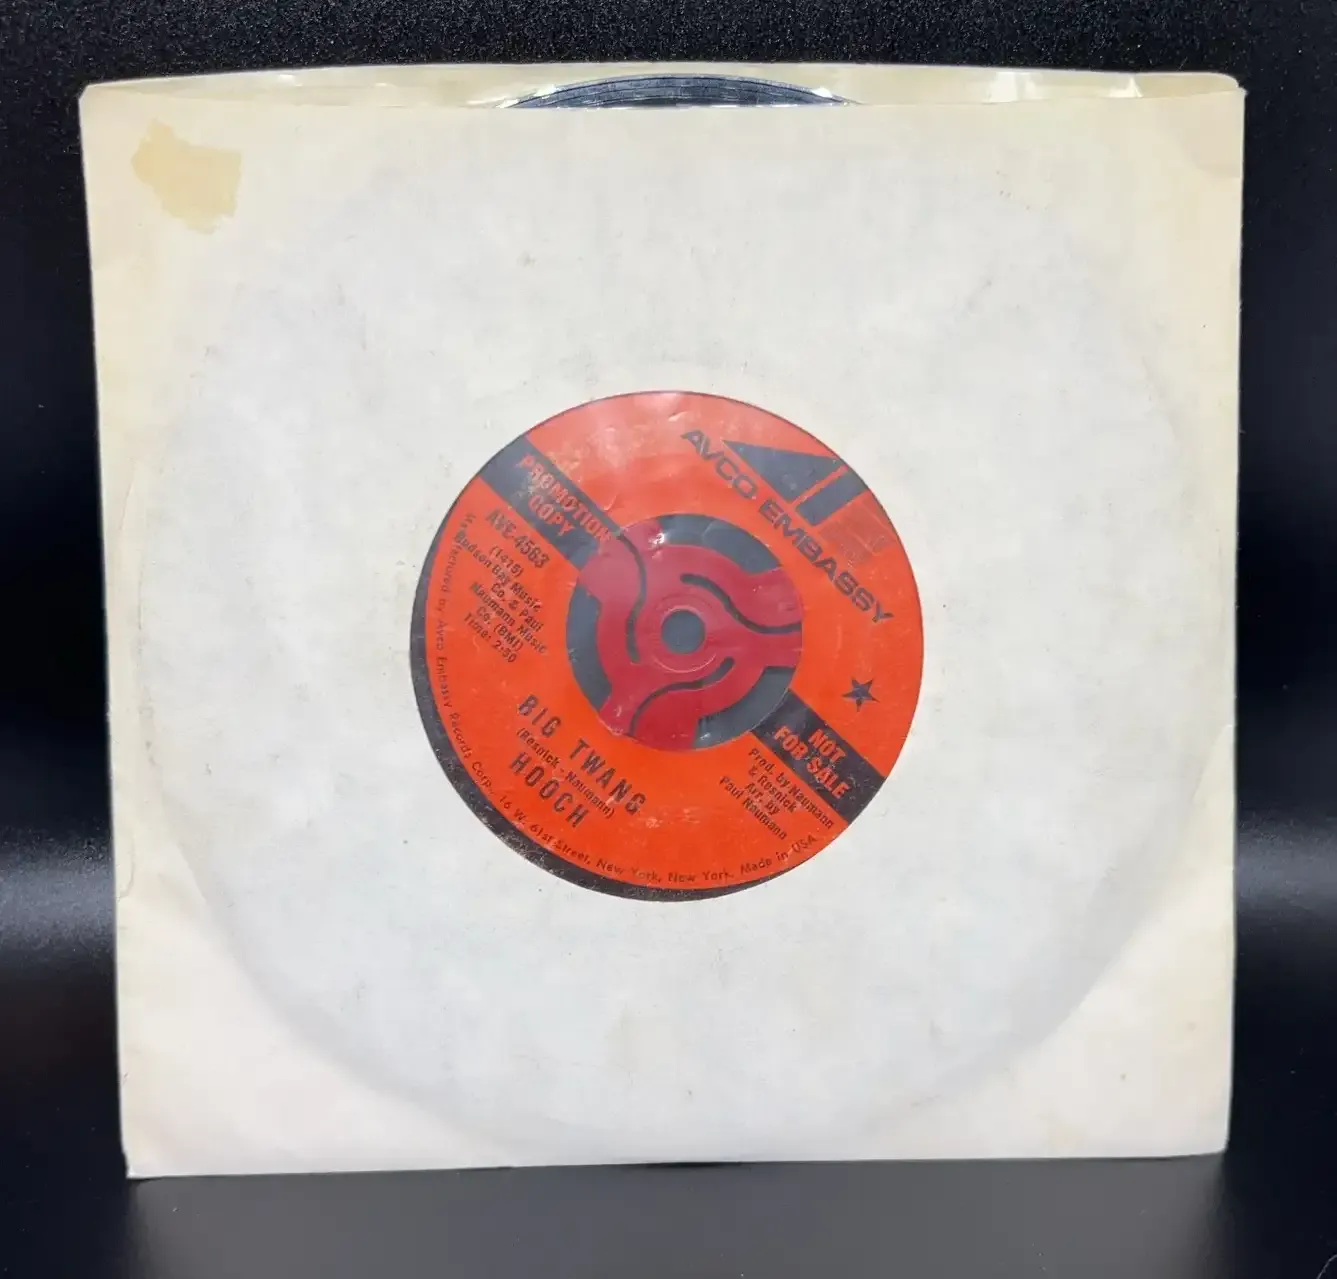 AVCO EMBASSY
PROMOTION
COPY
AVE-4563
(1415)
Hudson Bay Music
Co. & Paul
Naumann Music
Co. (BMI)
Time: 2:30
BIG TWANG
(Resnick - Naumann)
HOOCH
NOT
FOR SALE
Prod. by Naumann
& Resnick
Arr. by
Paul Naumann
Manufactured by Avco Embassy Records Corp., 16 W. 61st Street, New York, New York. Made in USA